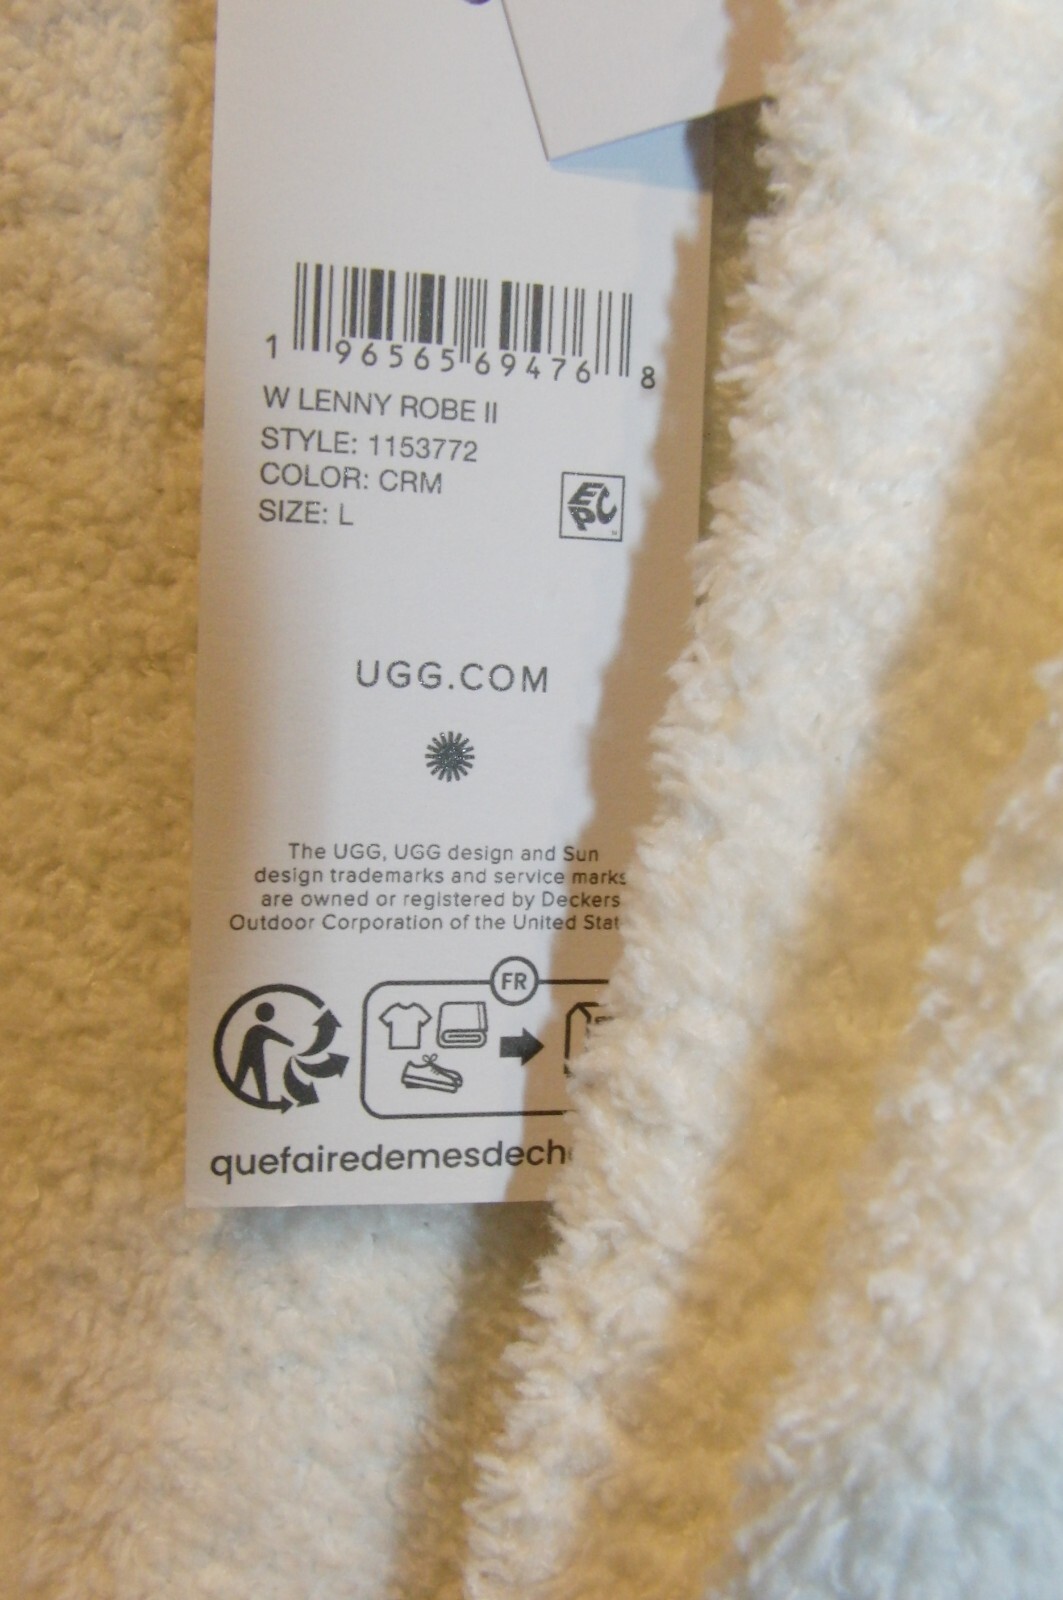 1 96565 69476 8
W LENNY ROBE II
STYLE: 1153772
COLOR: CRM
SIZE: L
EPC
UGG.COM
The UGG, UGG design and Sun
design trademarks and service marks
are owned or registered by Deckers
Outdoor Corporation of the United Stat
FR
quefairedemesdech